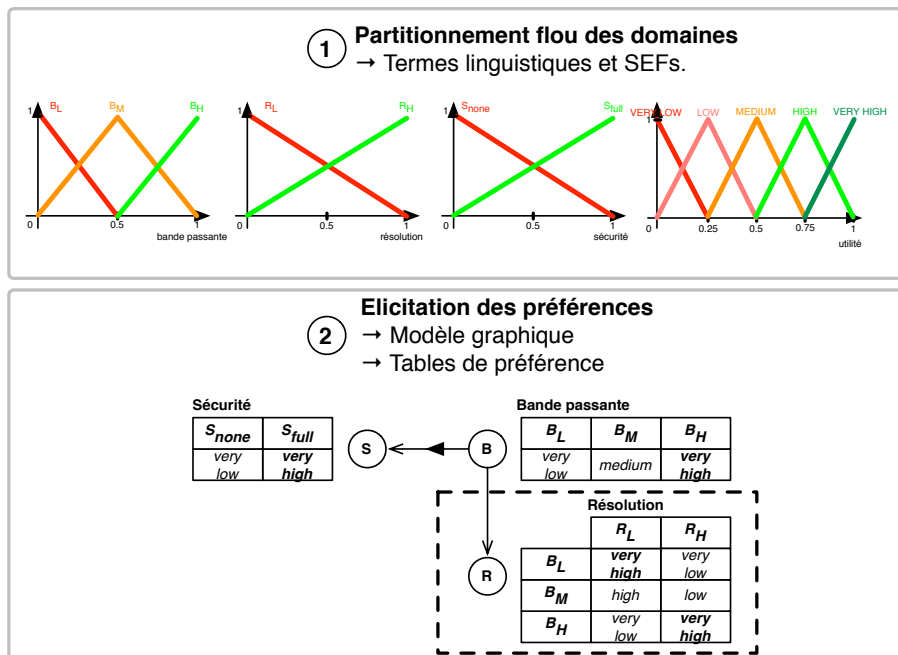 1 Partitionnement flou des domaines
→ Termes linguistiques et SEFs.
1 B_L B_M B_H
0 0.5 1
bande passante
1 R_L R_H
0 0.5 1
résolution
1 S_none S_full
0 0.5 1
sécurité
1 VERY LOW LOW MEDIUM HIGH VERY HIGH
0 0.25 0.5 0.75 1
utilité
2 Elicitation des préférences
→ Modèle graphique
→ Tables de préférence
Sécurité
S_none S_full
very low very high
S B
Bande passante
B_L B_M B_H
very low medium very high
R
Résolution
R_L R_H
B_L very high very low
B_M high low
B_H very low very high